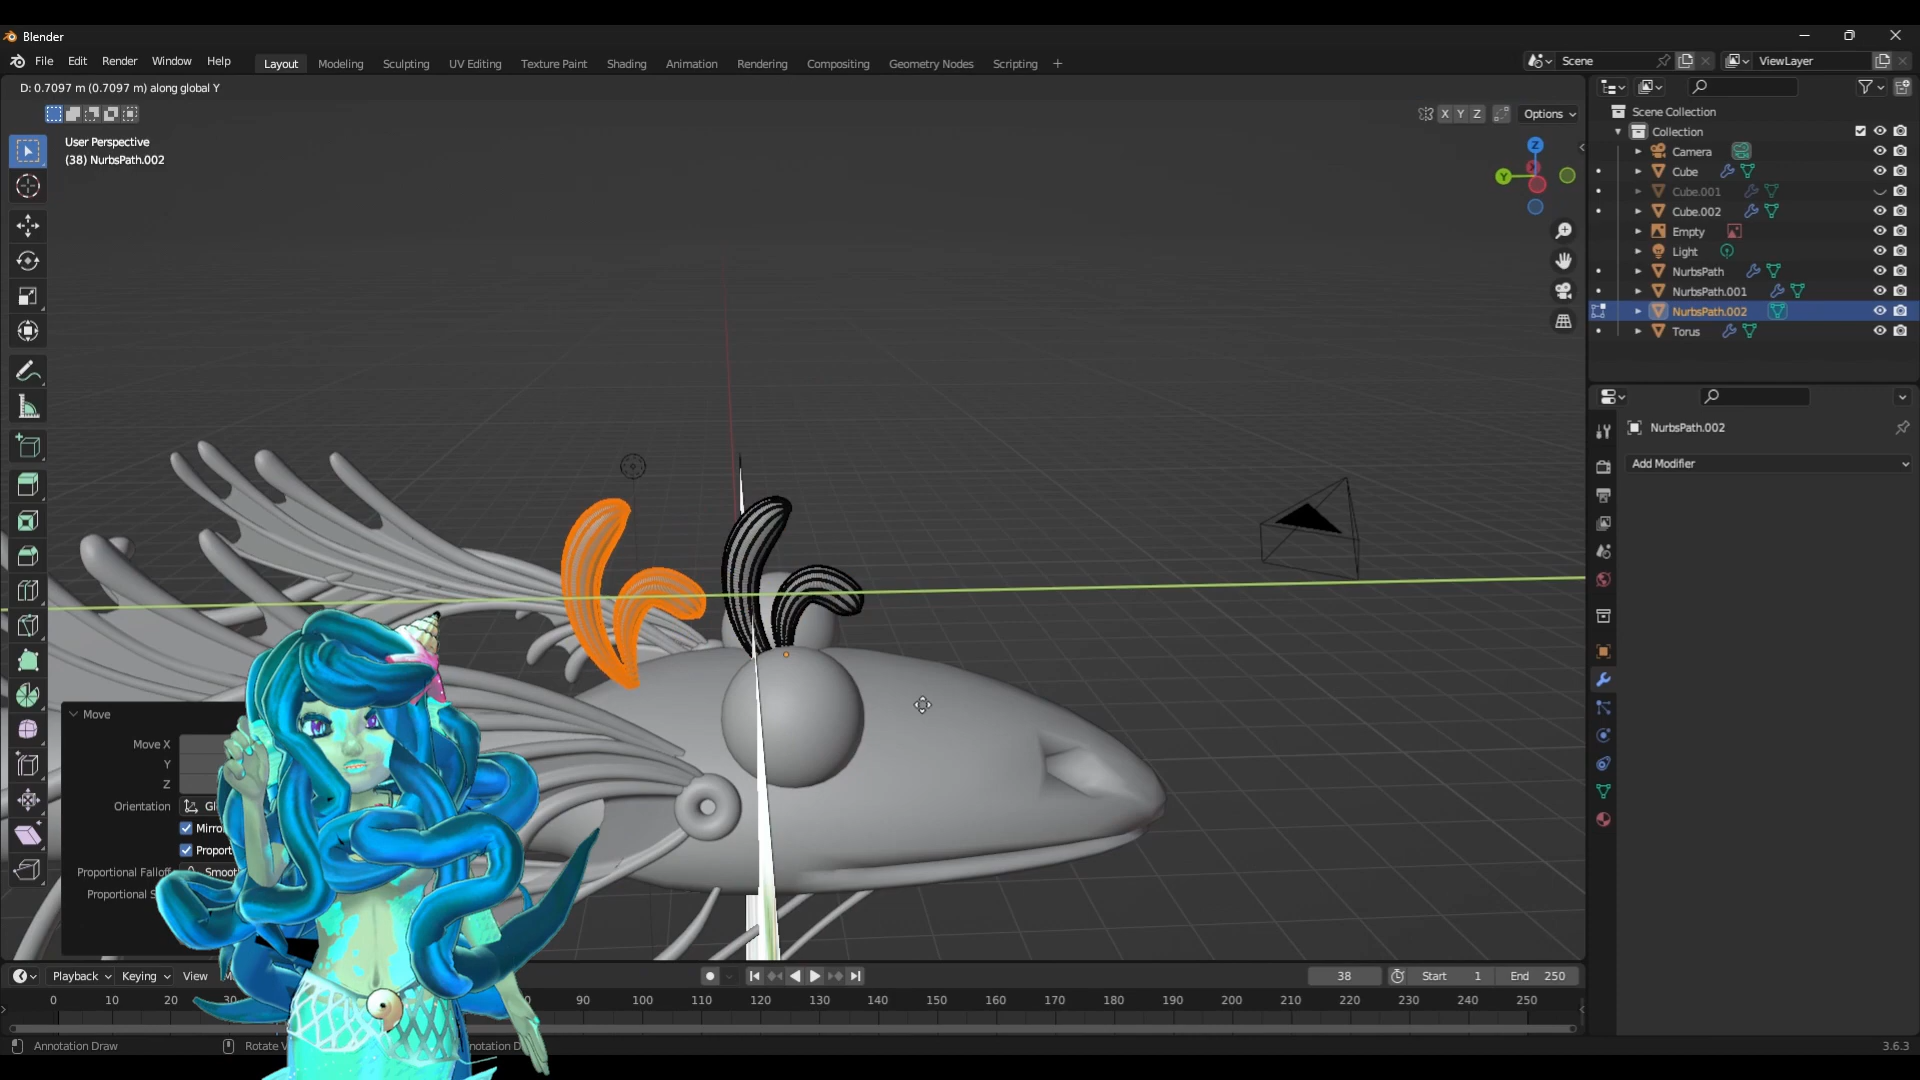 Blender
File Edit Render Window Help
Layout Modeling Sculpting UV Editing Texture Paint Shading Animation Rendering Compositing Geometry Nodes Scripting +
Scene
ViewLayer
D: 0.7097 m (0.7097 m) along global Y
X Y Z
Options
User Perspective
(38) NurbsPath.002
Z
Y
Scene Collection
Collection
Camera
Cube
Cube.001
Cube.002
Empty
Light
NurbsPath
NurbsPath.001
NurbsPath.002
Torus
NurbsPath.002
Add Modifier
Move
Move X
Y
Z
Orientation
Proportional Falloff
Playback Keying View
38
Start 1
End 250
0 10 20 30 90 100 110 120 130 140 150 160 170 180 190 200 210 220 230 240 250
Annotation Draw
3.6.3